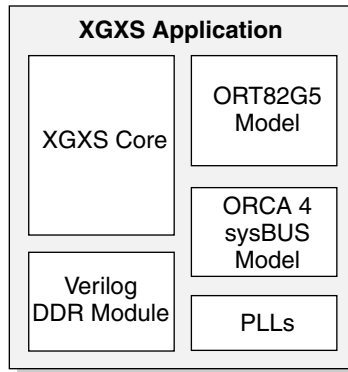 XGXS Application
XGXS Core
ORT82G5
Model
ORCA 4
sysBUS
Model
Verilog
DDR Module
PLLs